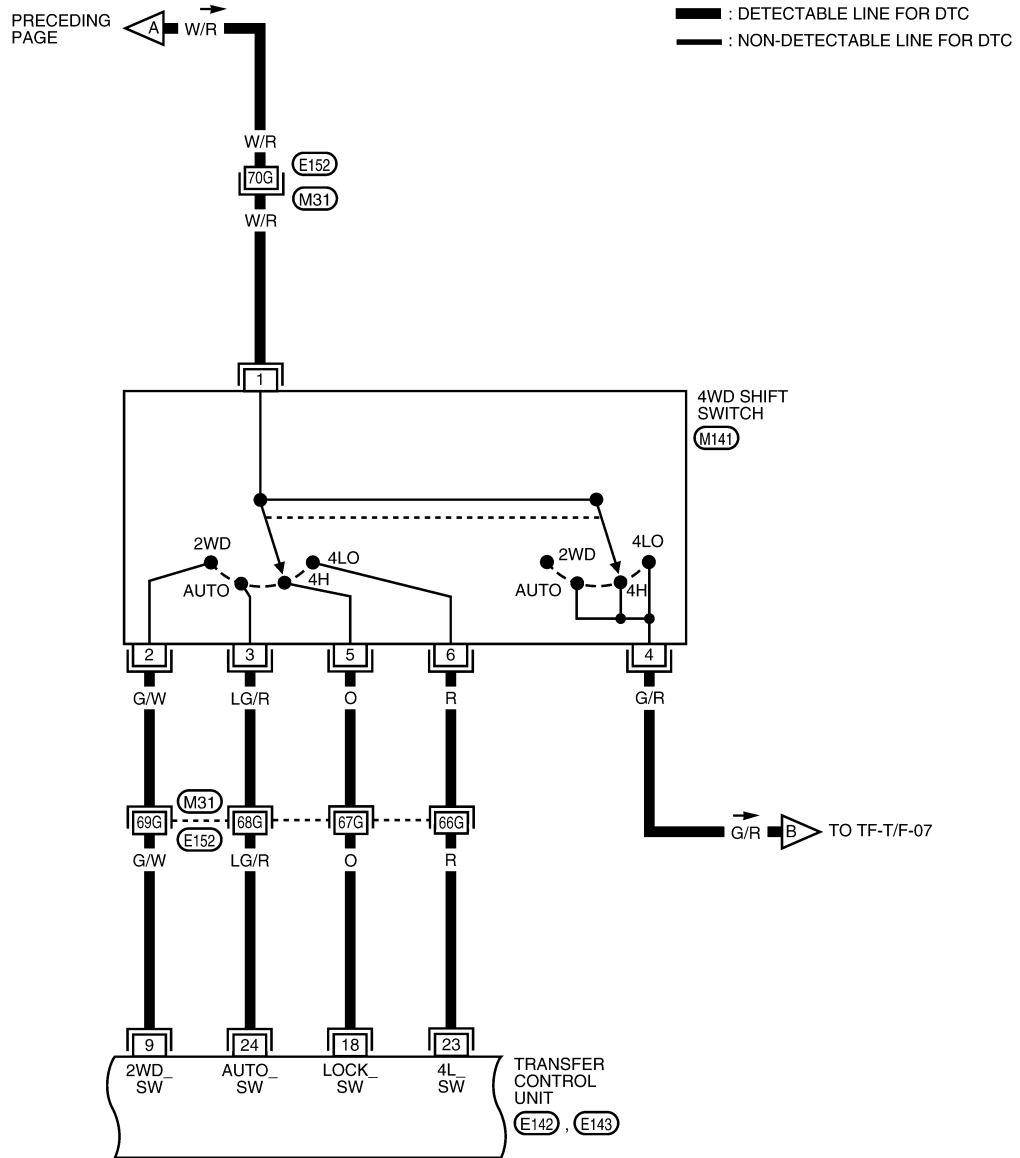 PRECEDING
PAGE
A
W/R
: DETECTABLE LINE FOR DTC
: NON-DETECTABLE LINE FOR DTC
W/R
70G
E152
M31
W/R
1
4WD SHIFT
SWITCH
M141
2WD
AUTO
4H
4LO
2WD
AUTO
4H
4LO
2
3
5
6
4
G/W
LG/R
O
R
G/R
M31
69G
68G
67G
66G
E152
G/R
B
TO TF-T/F-07
G/W
LG/R
O
R
9
24
18
23
2WD_
SW
AUTO_
SW
LOCK_
SW
4L_
SW
TRANSFER
CONTROL
UNIT
E142 , E143